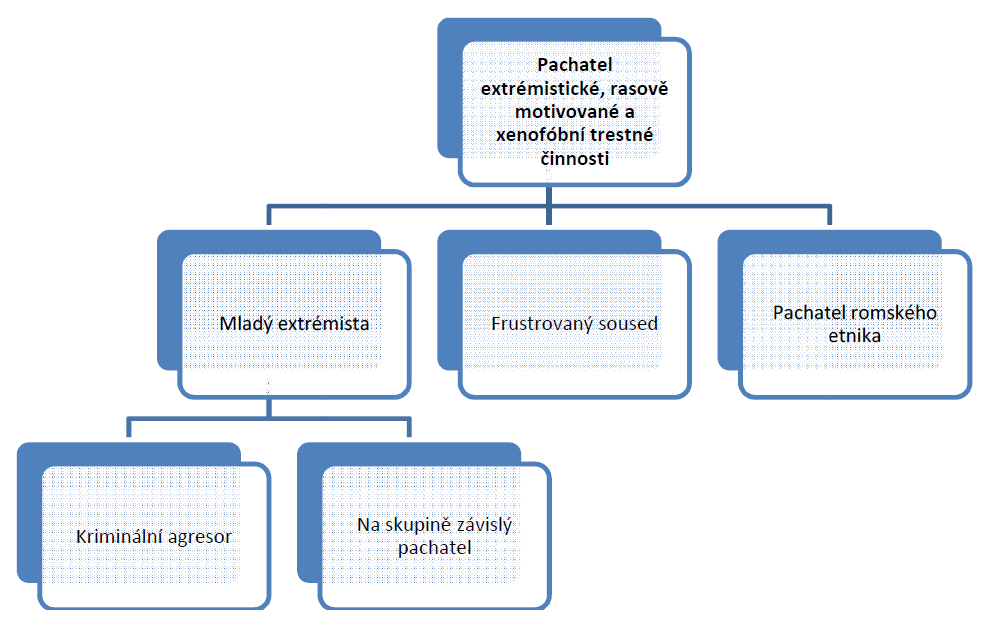 Pachatel
extrémistické, rasově
motivované a
xenofóbní trestné
činnosti
Mladý extrémista
Frustrovaný soused
Pachatel romského
etnika
Kriminální agresor
Na skupině závislý
pachatel